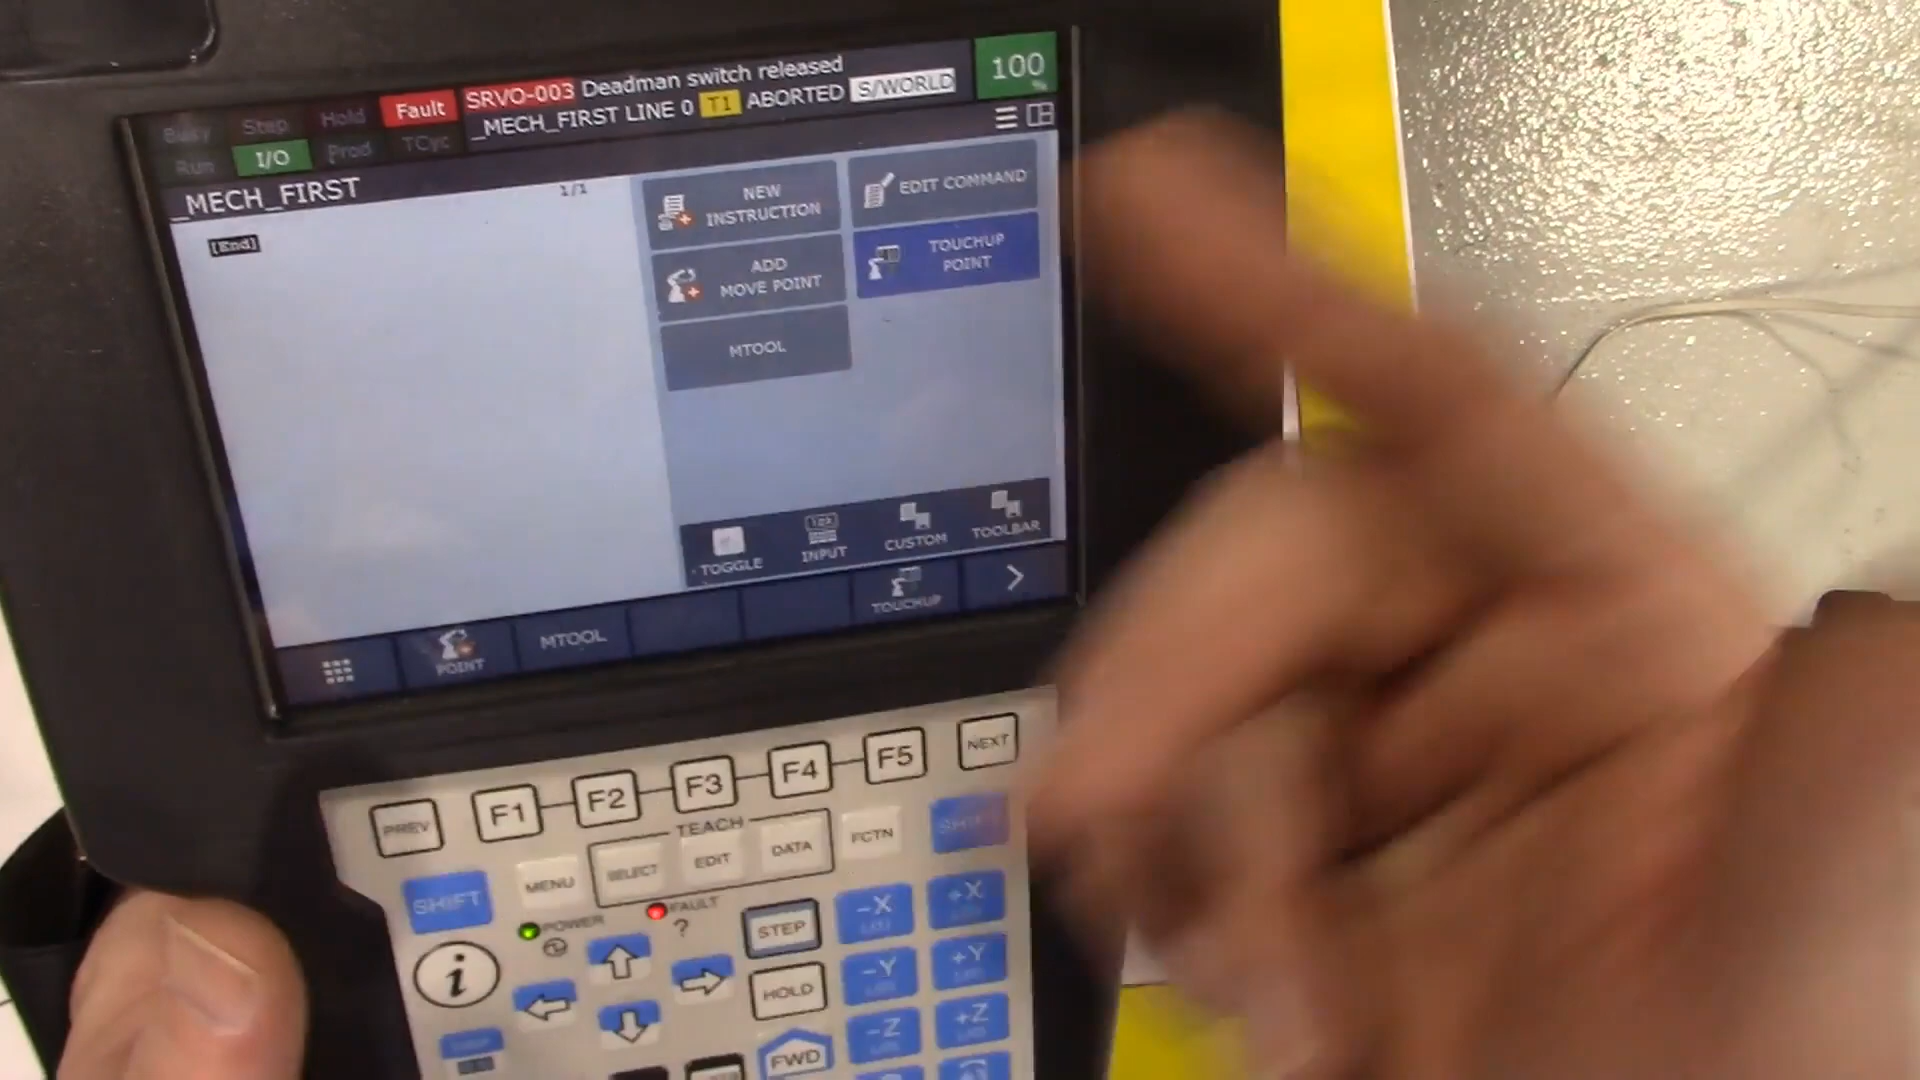 Busy Step Hold Fault SRVO-003 Deadman switch released 100
%
Run I/O Prod TCyc _MECH_FIRST LINE 0 T1 ABORTED S/WORLD
_MECH_FIRST 1/1
[End]
NEW
INSTRUCTION
EDIT COMMAND
ADD
MOVE POINT
TOUCHUP
POINT
MTOOL
TOGGLE INPUT CUSTOM TOOLBAR
POINT MTOOL TOUCHUP >
PREV F1 F2 F3 F4 F5 NEXT
TEACH
SHIFT MENU SELECT EDIT DATA FCTN SHIFT
POWER FAULT
i ? STEP -X +X
HOLD -Y +Y
FWD -Z +Z